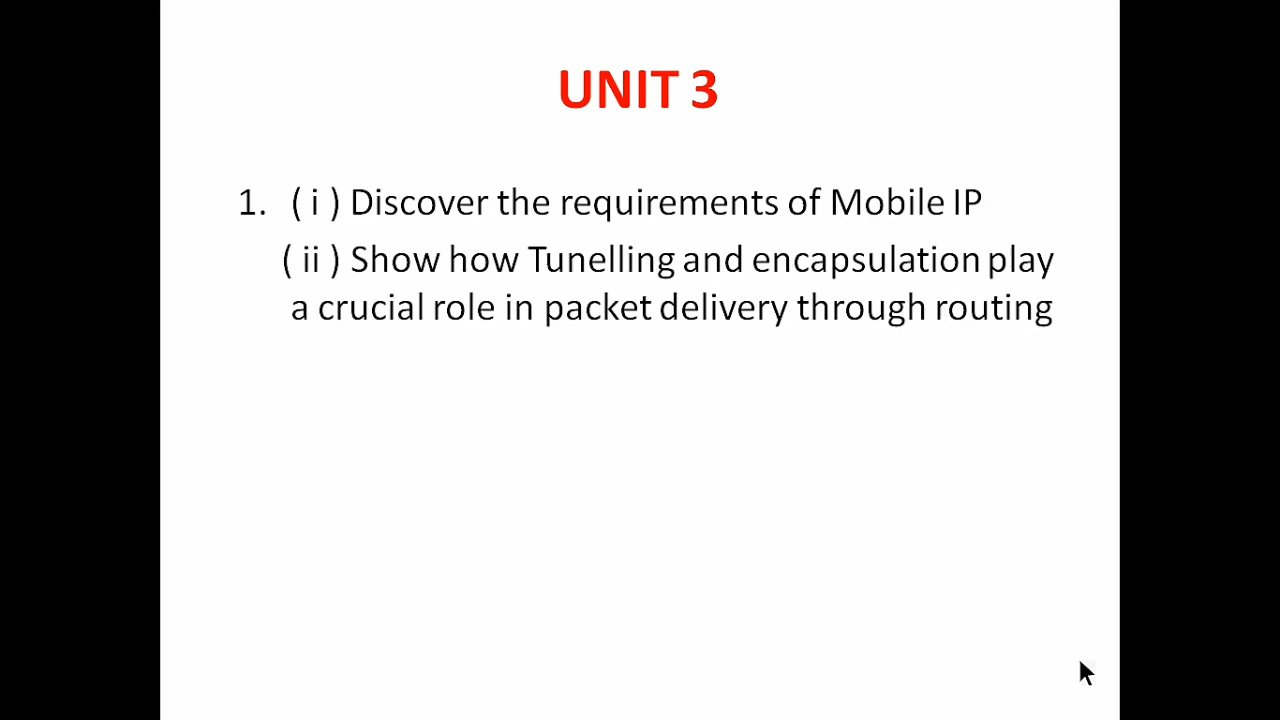 UNIT 3
1. ( i ) Discover the requirements of Mobile IP
( ii ) Show how Tunelling and encapsulation play
a crucial role in packet delivery through routing